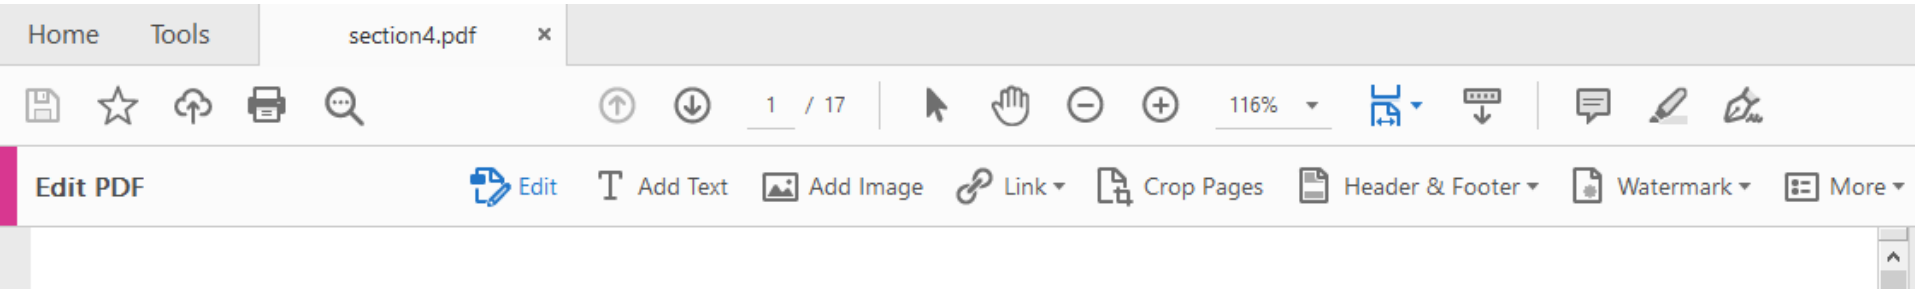 Home Tools section4.pdf
1 / 17 116%
Edit PDF Edit Add Text Add Image Link Crop Pages Header & Footer Watermark More